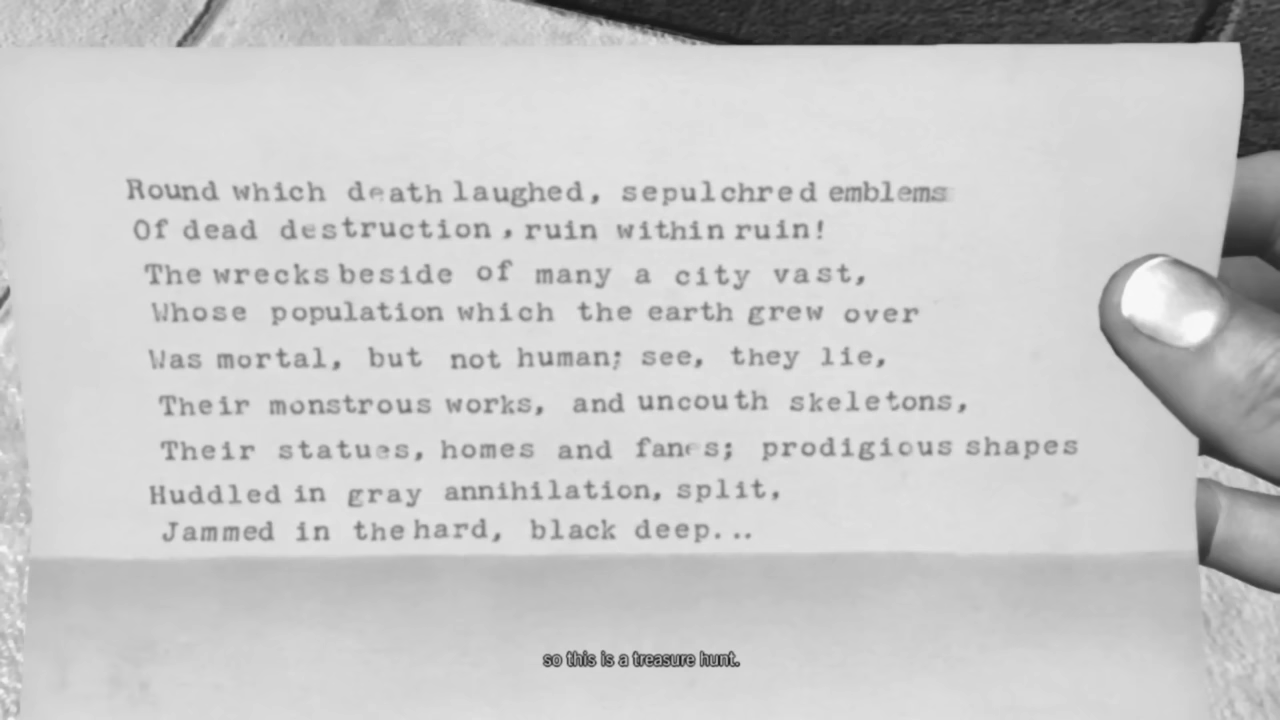 Round which death laughed, sepulchred emblems
Of dead destruction, ruin within ruin!
The wrecks beside of many a city vast,
Whose population which the earth grew over
Was mortal, but not human; see, they lie,
Their monstrous works, and uncouth skeletons,
Their statues, homes and fanes; prodigious shapes
Huddled in gray annihilation, split,
Jammed in the hard, black deep...
so this is a treasure hunt.